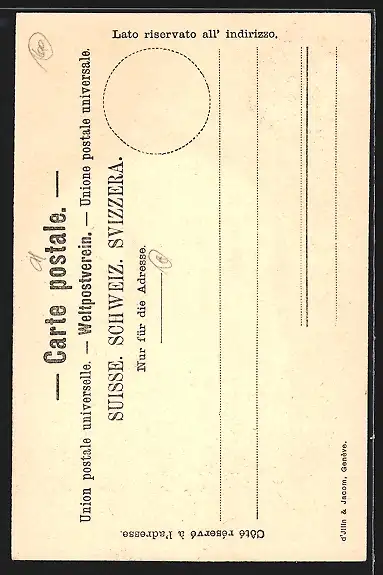 Lato riservato all' indirizzo.
— Carte postale. —
Union postale universelle. — Weltpostverein. — Unione postale universale.
SUISSE. SCHWEIZ. SVIZZERA.
Nur für die Adresse.
Côté réservé à l'adresse.
d'Jllin & Jacom, Genève.